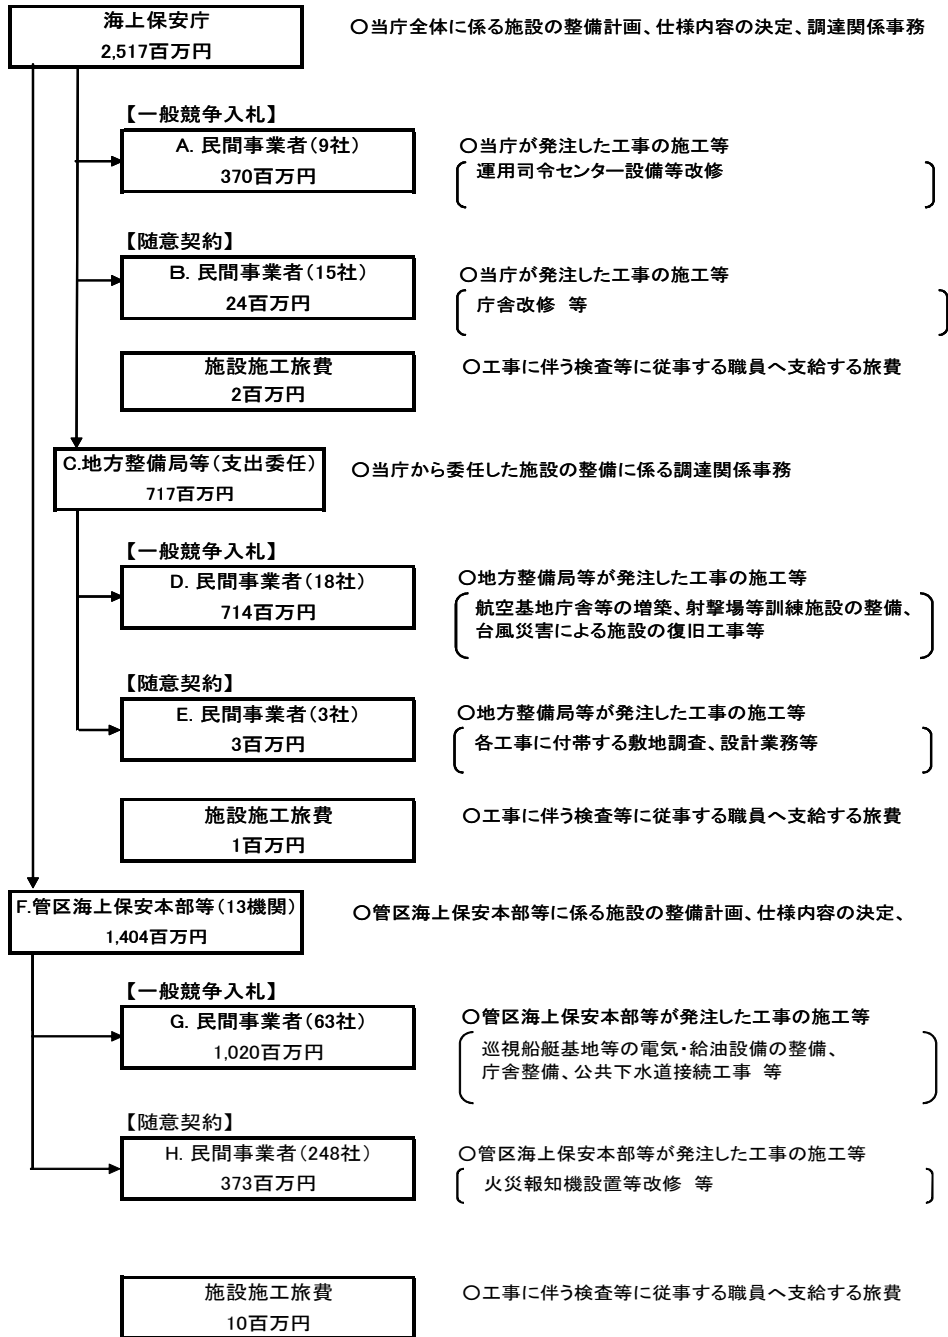 海上保安庁
2,517百万円
○当庁全体に係る施設の整備計画、仕様内容の決定、調達関係事務
【一般競争入札】
A. 民間事業者(9社)
370百万円
○当庁が発注した工事の施工等
運用司令センター設備等改修
【随意契約】
B. 民間事業者(15社)
24百万円
○当庁が発注した工事の施工等
庁舎改修 等
施設施工旅費
2百万円
○工事に伴う検査等に従事する職員へ支給する旅費
C.地方整備局等(支出委任)
717百万円
○当庁から委任した施設の整備に係る調達関係事務
【一般競争入札】
D. 民間事業者(18社)
714百万円
○地方整備局等が発注した工事の施工等
航空基地庁舎等の増築、射撃場等訓練施設の整備、
台風災害による施設の復旧工事等
【随意契約】
E. 民間事業者(3社)
3百万円
○地方整備局等が発注した工事の施工等
各工事に付帯する敷地調査、設計業務等
施設施工旅費
1百万円
○工事に伴う検査等に従事する職員へ支給する旅費
F.管区海上保安本部等(13機関)
1,404百万円
○管区海上保安本部等に係る施設の整備計画、仕様内容の決定、
【一般競争入札】
G. 民間事業者(63社)
1,020百万円
○管区海上保安本部等が発注した工事の施工等
巡視船艇基地等の電気・給油設備の整備、
庁舎整備、公共下水道接続工事 等
【随意契約】
H. 民間事業者(248社)
373百万円
○管区海上保安本部等が発注した工事の施工等
火災報知機設置等改修 等
施設施工旅費
10百万円
○工事に伴う検査等に従事する職員へ支給する旅費